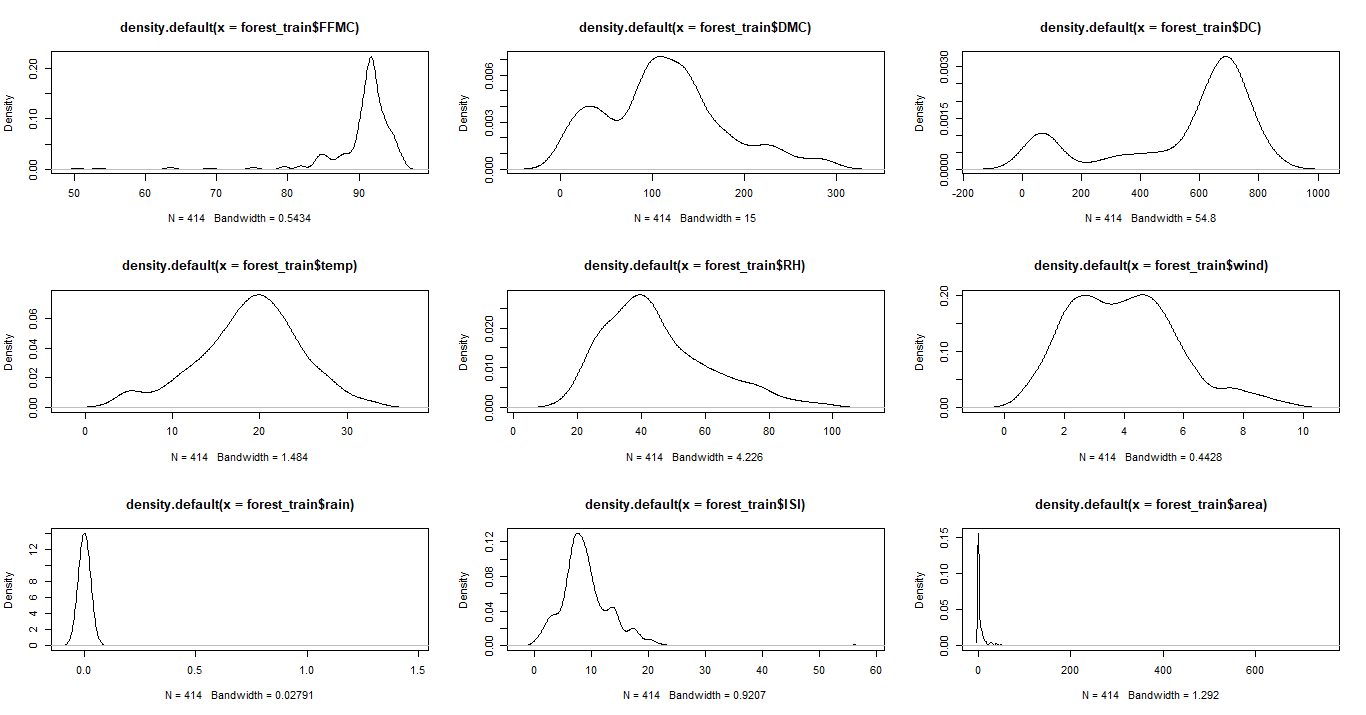 density.default(x = forest_train$FFMC)
Density
0.00 0.10 0.20
50 60 70 80 90
N = 414 Bandwidth = 0.5434
density.default(x = forest_train$DMC)
Density
0.000 0.003 0.006
0 100 200 300
N = 414 Bandwidth = 15
density.default(x = forest_train$DC)
Density
0.0000 0.0015 0.0030
-200 0 200 400 600 800 1000
N = 414 Bandwidth = 54.8
density.default(x = forest_train$temp)
Density
0.00 0.02 0.04 0.06
0 10 20 30
N = 414 Bandwidth = 1.484
density.default(x = forest_train$RH)
Density
0.000 0.010 0.020
0 20 40 60 80 100
N = 414 Bandwidth = 4.226
density.default(x = forest_train$wind)
Density
0.00 0.10 0.20
0 2 4 6 8 10
N = 414 Bandwidth = 0.4428
density.default(x = forest_train$rain)
Density
0 2 4 6 8 12
0.0 0.5 1.0 1.5
N = 414 Bandwidth = 0.02791
density.default(x = forest_train$ISI)
Density
0.00 0.04 0.08 0.12
0 10 20 30 40 50 60
N = 414 Bandwidth = 0.9207
density.default(x = forest_train$area)
Density
0.00 0.05 0.10 0.15
0 200 400 600
N = 414 Bandwidth = 1.292